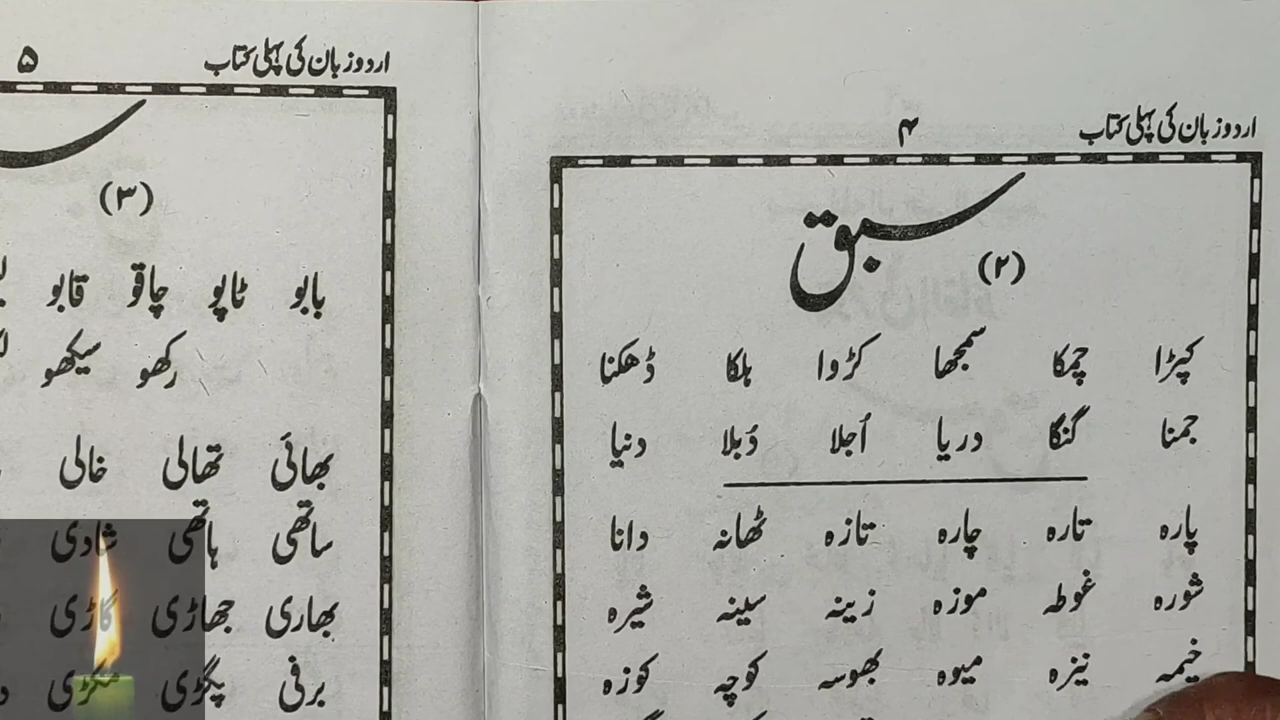 اردو زبان کی پہلی کتاب ۴
سبق
(۲)
کپڑا چمکا سمجھا کڑوا ہلکا ڈھکنا
جمنا گنگا دریا اُجلا دُبلا دنیا
پارہ تارہ چارہ تازہ ٹھانہ دانا
شورہ غوطہ موزہ زینہ سینہ شیرہ
خیمہ نیزہ میوہ بھوسہ کوچہ کوزہ
اردو زبان کی پہلی کتاب ۵
(۳)
بابو ٹاپو چاقو قابو
رکھو سیکھو
بھائی تھالی خالی
ساتھی ہاتھی شادی
بھاری جھاڑی گاڑی
برفی پگڑی مکڑی